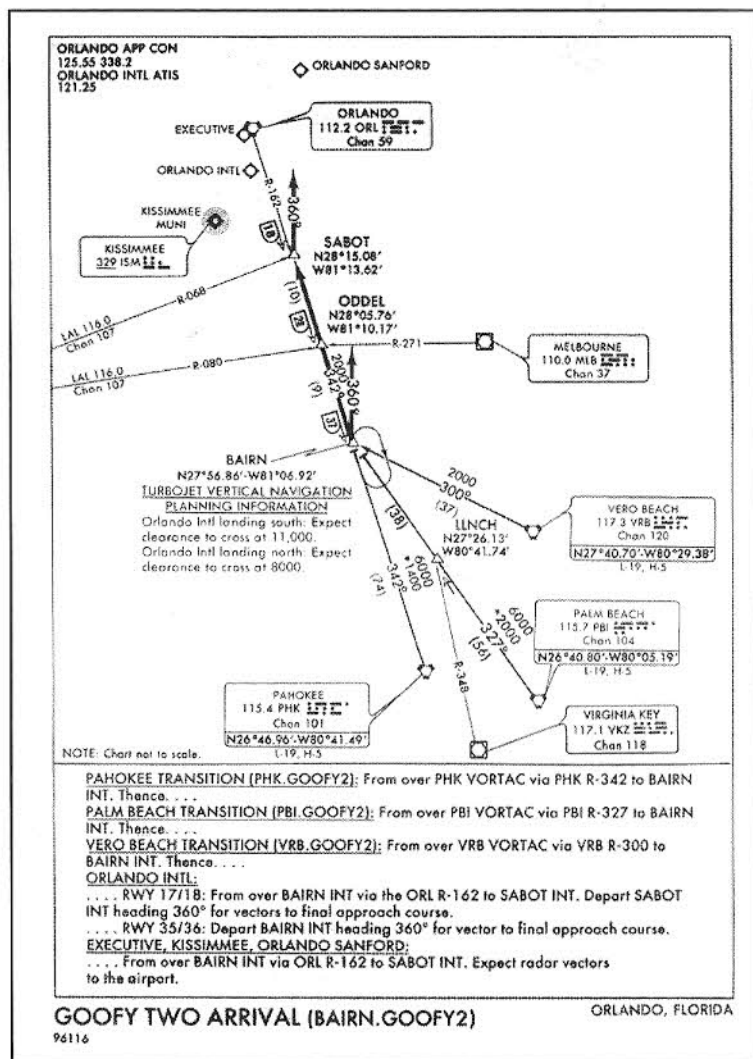 ORLANDO APP CON
125.55 338.2
ORLANDO INTL ATIS
121.25
ORLANDO SANFORD
ORLANDO
112.2 ORL
Chan 59
EXECUTIVE
ORLANDO INTL
R-162
360°
KISSIMMEE
MUNI
18
KISSIMMEE
329 ISM
SABOT
N28°15.08'
W81°13.62'
R-068
(10)
LAL 116.0
Chan 107
28
ODDEL
N28°05.76'
W81°10.17'
R-271
MELBOURNE
110.0 MLB
Chan 37
R-080
LAL 116.0
Chan 107
2000
342°
(9)
360°
37
BAIRN
N27°56.86'-W81°06.92'
TURBOJET VERTICAL NAVIGATION
PLANNING INFORMATION
Orlando Intl landing south: Expect
clearance to cross at 11,000.
Orlando Intl landing north: Expect
clearance to cross at 8000.
2000
300°
(37)
VERO BEACH
117.3 VRB
Chan 120
N27°40.70'-W80°29.38'
L-19, H-5
(38)
LLNCH
N27°26.13'
W80°41.74'
6000
*1400
342°
(74)
6000
*2000
327°
(56)
PALM BEACH
115.7 PBI
Chan 104
N26°40.80'-W80°05.19'
L-19, H-5
R-348
PAHOKEE
115.4 PHK
Chan 101
N26°46.96'-W80°41.49'
L-19, H-5
VIRGINIA KEY
117.1 VKZ
Chan 118
NOTE: Chart not to scale.
PAHOKEE TRANSITION (PHK.GOOFY2): From over PHK VORTAC via PHK R-342 to BAIRN
INT. Thence. . . .
PALM BEACH TRANSITION (PBI.GOOFY2): From over PBI VORTAC via PBI R-327 to BAIRN
INT. Thence. . . .
VERO BEACH TRANSITION (VRB.GOOFY2): From over VRB VORTAC via VRB R-300 to
BAIRN INT. Thence. . . .
ORLANDO INTL:
. . . . RWY 17/18: From over BAIRN INT via the ORL R-162 to SABOT INT. Depart SABOT
INT heading 360° for vectors to final approach course.
. . . . RWY 35/36: Depart BAIRN INT heading 360° for vector to final approach course.
EXECUTIVE, KISSIMMEE, ORLANDO SANFORD:
. . . . From over BAIRN INT via ORL R-162 to SABOT INT. Expect radar vectors
to the airport.
GOOFY TWO ARRIVAL (BAIRN.GOOFY2)
ORLANDO, FLORIDA
96116